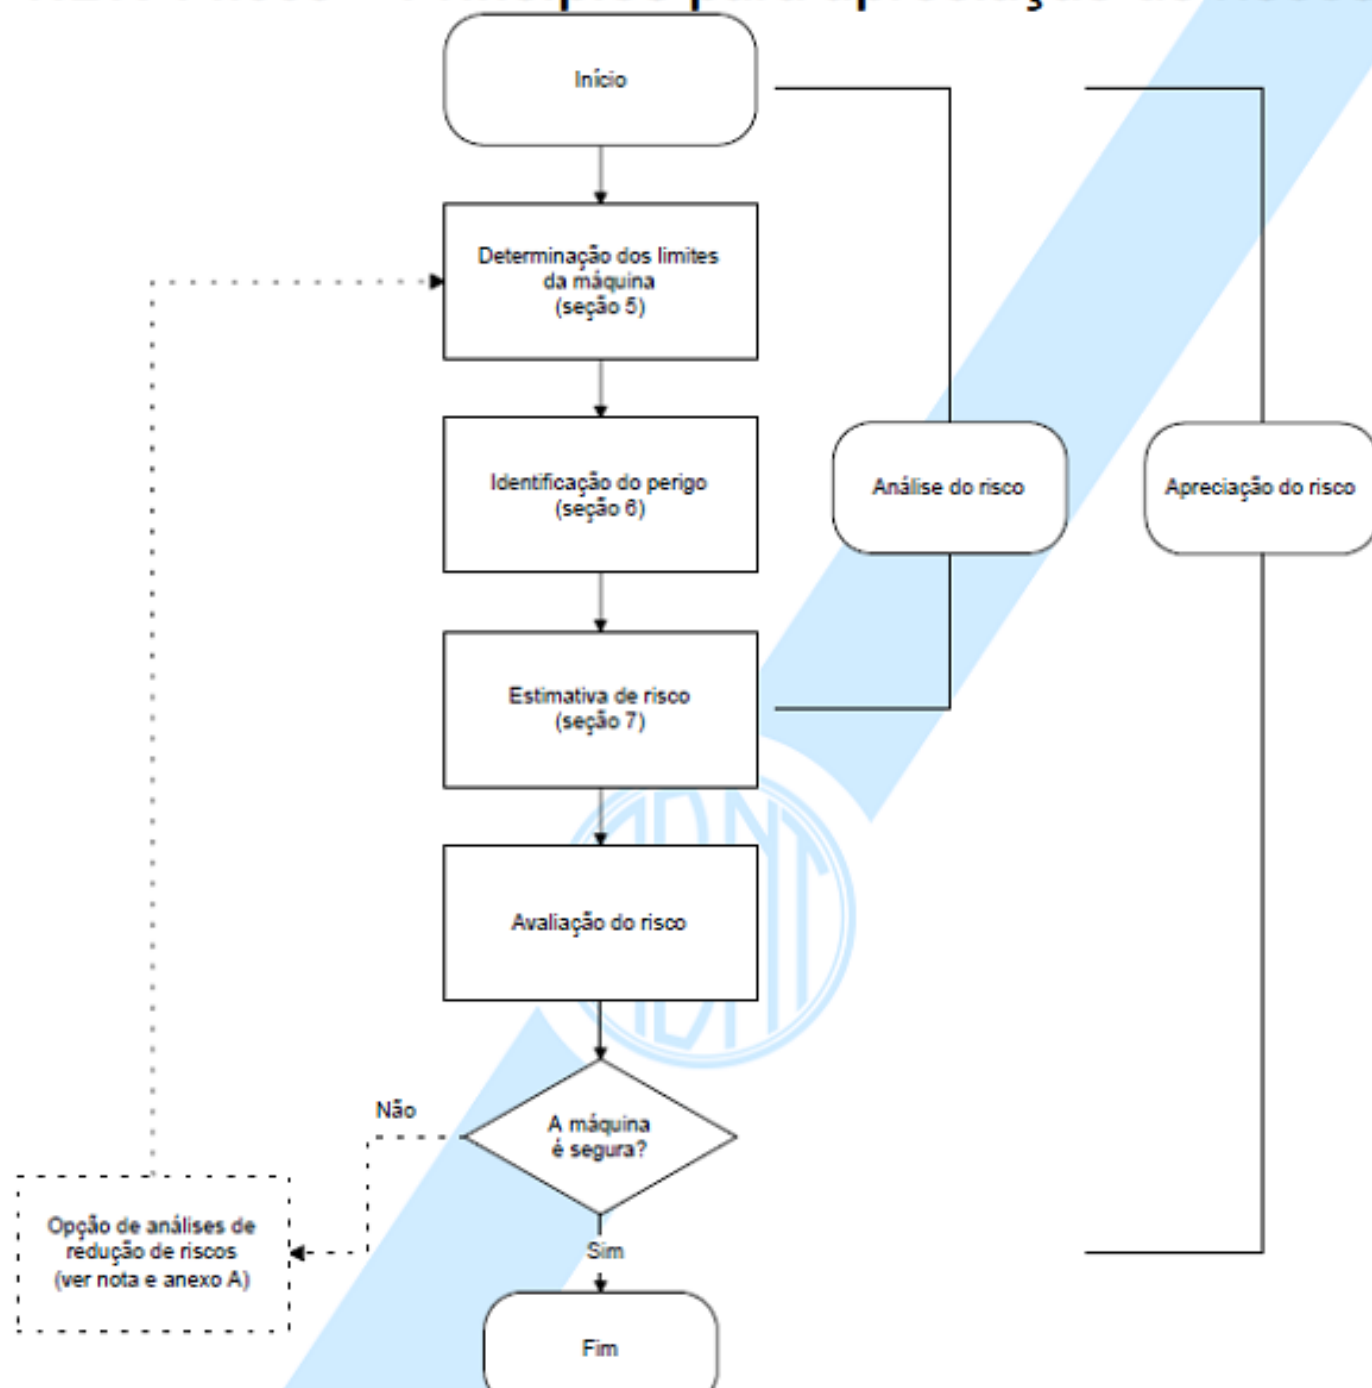 Início
Determinação dos limites
da máquina
(seção 5)
Identificação do perigo
(seção 6)
Análise do risco
Apreciação do risco
Estimativa de risco
(seção 7)
Avaliação do risco
Não
A máquina
é segura?
Opção de análises de
redução de riscos
(ver nota e anexo A)
Sim
Fim
ABNT